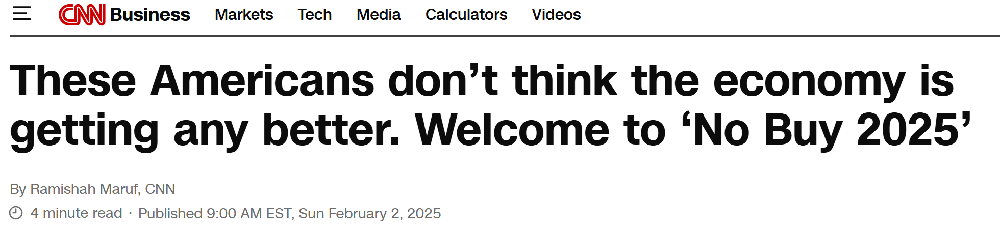 CNN Business Markets Tech Media Calculators Videos
These Americans don’t think the economy is
getting any better. Welcome to ‘No Buy 2025’
By Ramishah Maruf, CNN
4 minute read · Published 9:00 AM EST, Sun February 2, 2025